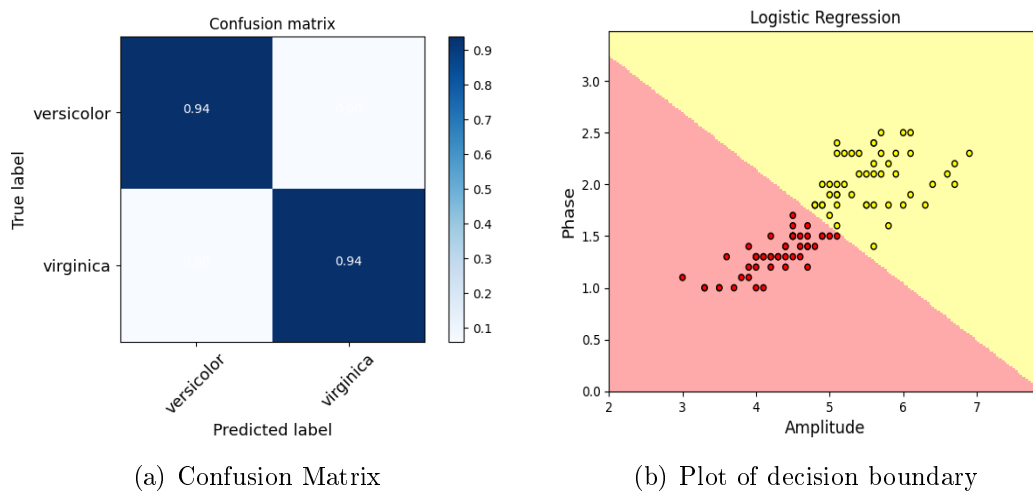 Confusion matrix
True label
versicolor
virginica
0.94
0.94
versicolor
virginica
Predicted label
0.9
0.8
0.7
0.6
0.5
0.4
0.3
0.2
0.1
(a) Confusion Matrix
Logistic Regression
Phase
3.0
2.5
2.0
1.5
1.0
0.5
0.0
2
3
4
5
6
7
Amplitude
(b) Plot of decision boundary